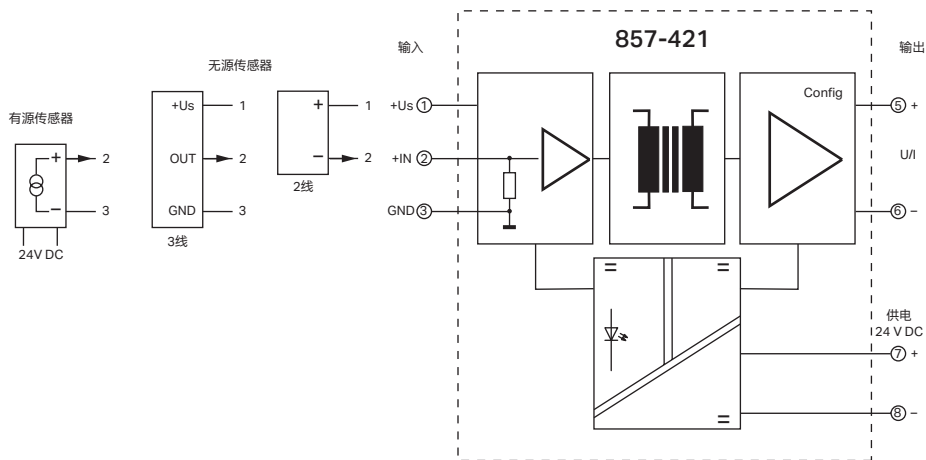 857-421
输入
输出
无源传感器
有源传感器
Config
+Us 1
+ 1
+Us ①
⑤ +
+ 2
OUT 2
− 2
+IN ②
U/I
2线
− 3
GND 3
GND ③
⑥ −
24V DC
3线
供电
24 V DC
⑦ +
⑧ −